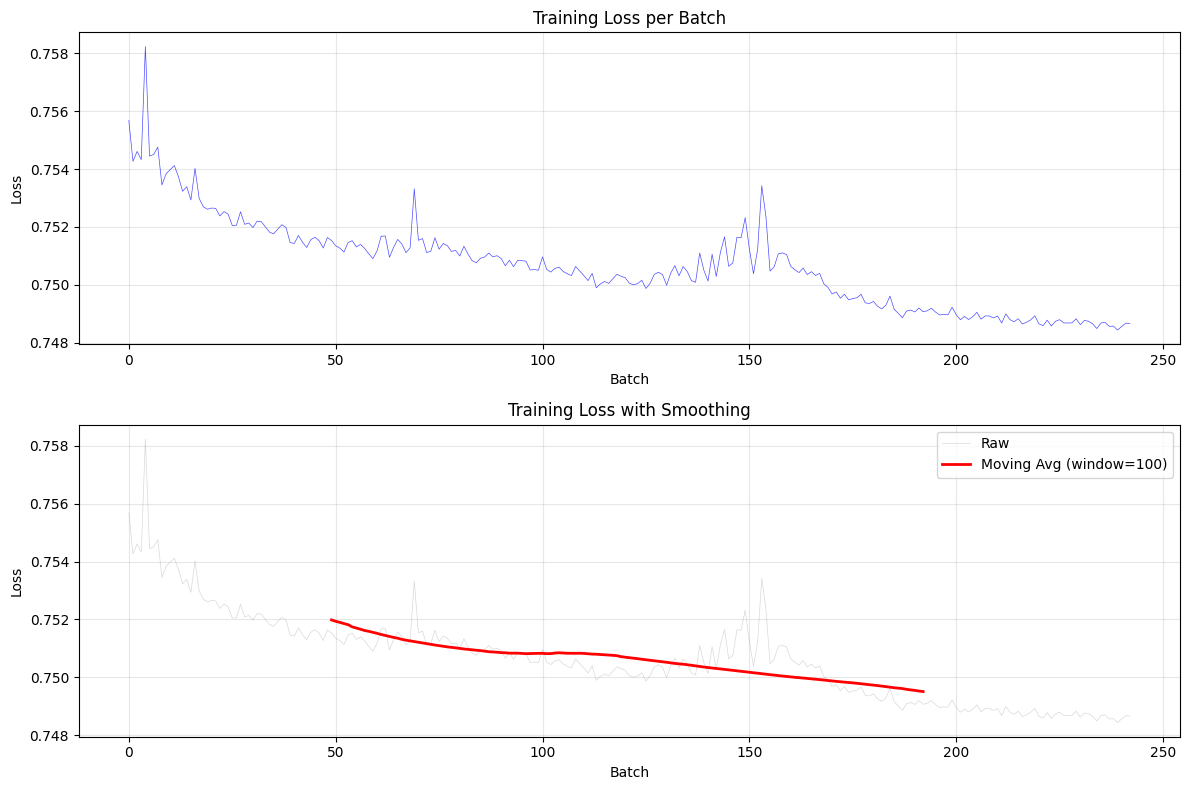 Training Loss per Batch
0.758
0.756
0.754
0.752
0.750
0.748
Loss
0 50 100 150 200 250
Batch
Training Loss with Smoothing
Raw
Moving Avg (window=100)
0.758
0.756
0.754
0.752
0.750
0.748
Loss
0 50 100 150 200 250
Batch